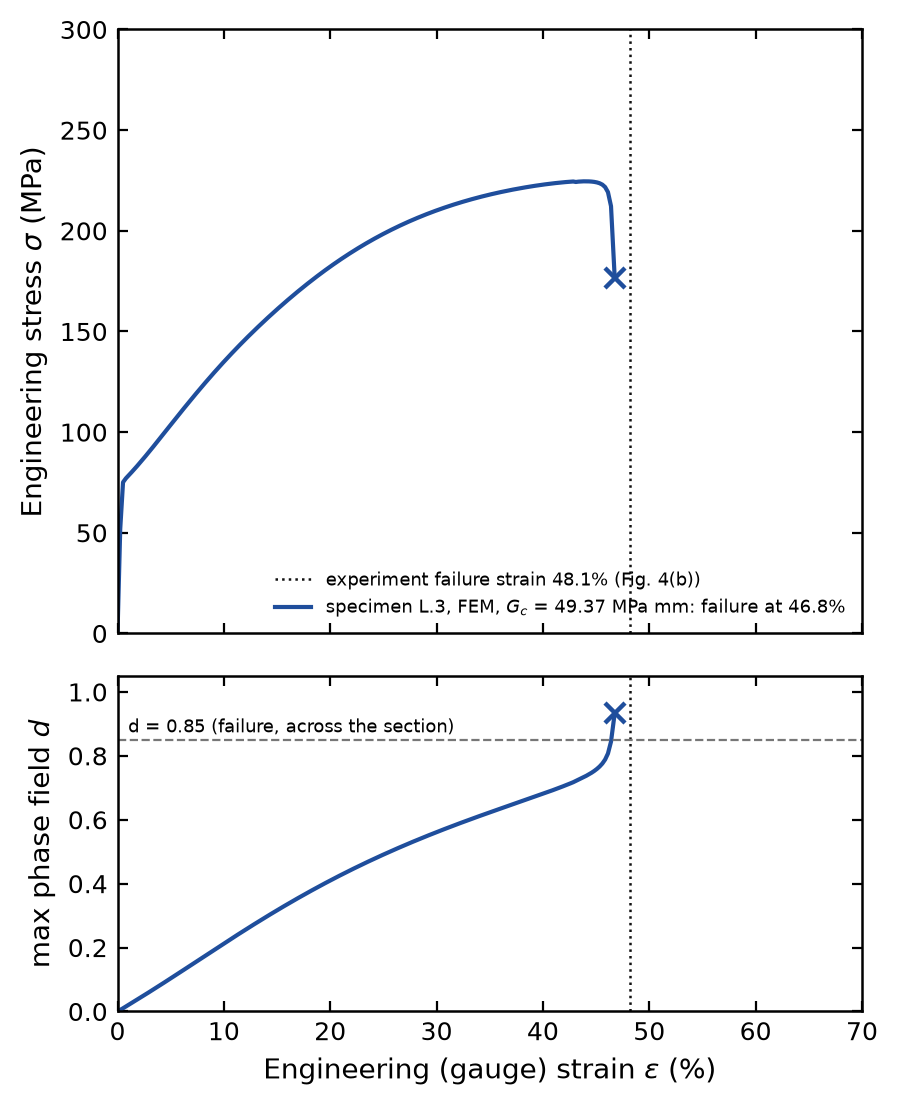 300
250
200
150
100
50
0
Engineering stress σ (MPa)
experiment failure strain 48.1% (Fig. 4(b))
specimen L.3, FEM, G_c = 49.37 MPa mm: failure at 46.8%
1.0
0.8
0.6
0.4
0.2
0.0
max phase field d
d = 0.85 (failure, across the section)
0 10 20 30 40 50 60 70
Engineering (gauge) strain ε (%)